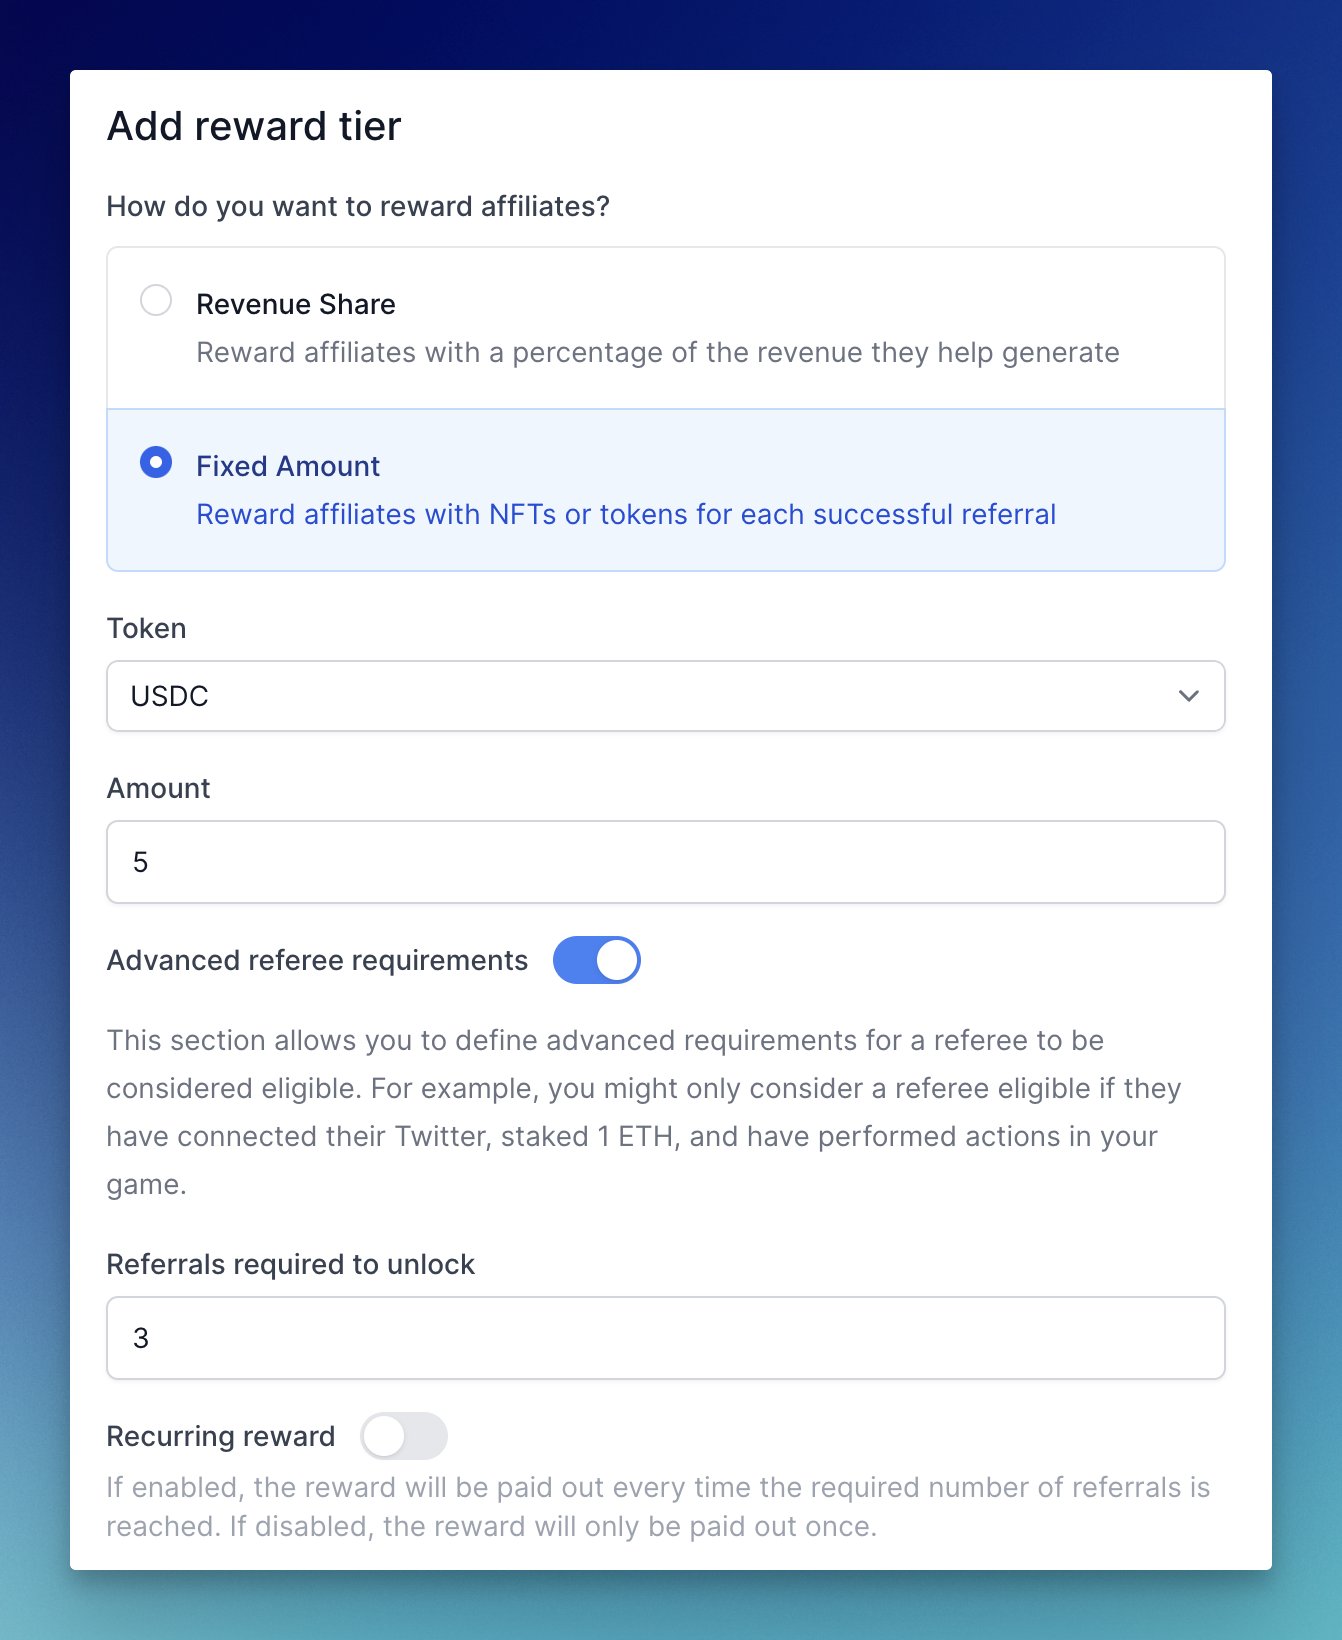 Add reward tier
How do you want to reward affiliates?
Revenue Share
Reward affiliates with a percentage of the revenue they help generate
Fixed Amount
Reward affiliates with NFTs or tokens for each successful referral
Token
USDC
Amount
5
Advanced referee requirements
This section allows you to define advanced requirements for a referee to be
considered eligible. For example, you might only consider a referee eligible if they
have connected their Twitter, staked 1 ETH, and have performed actions in your
game.
Referrals required to unlock
3
Recurring reward
If enabled, the reward will be paid out every time the required number of referrals is
reached. If disabled, the reward will only be paid out once.